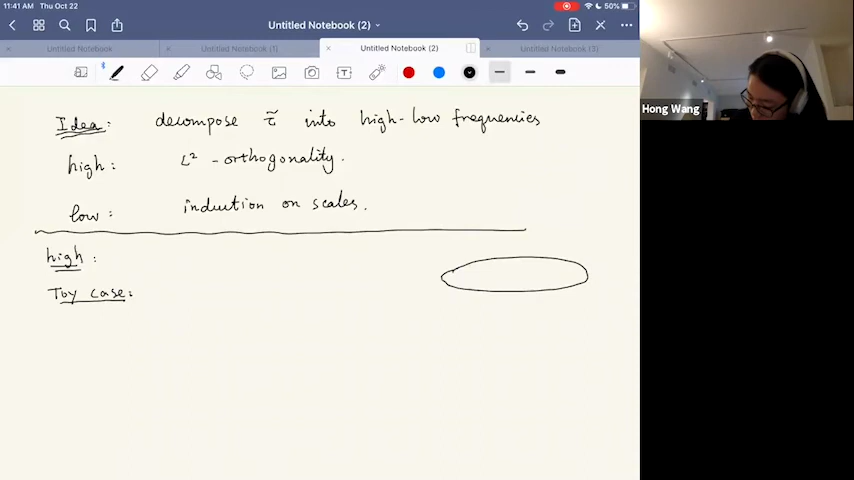 11:41 AM Thu Oct 22
50%
Untitled Notebook (2)
Untitled Notebook
Untitled Notebook (1)
Untitled Notebook (2)
Untitled Notebook (3)
Hong Wang
Idea: decompose τ̃ into high-low frequencies
high: L² -orthogonality.
low: induction on scales.
high:
Toy case: